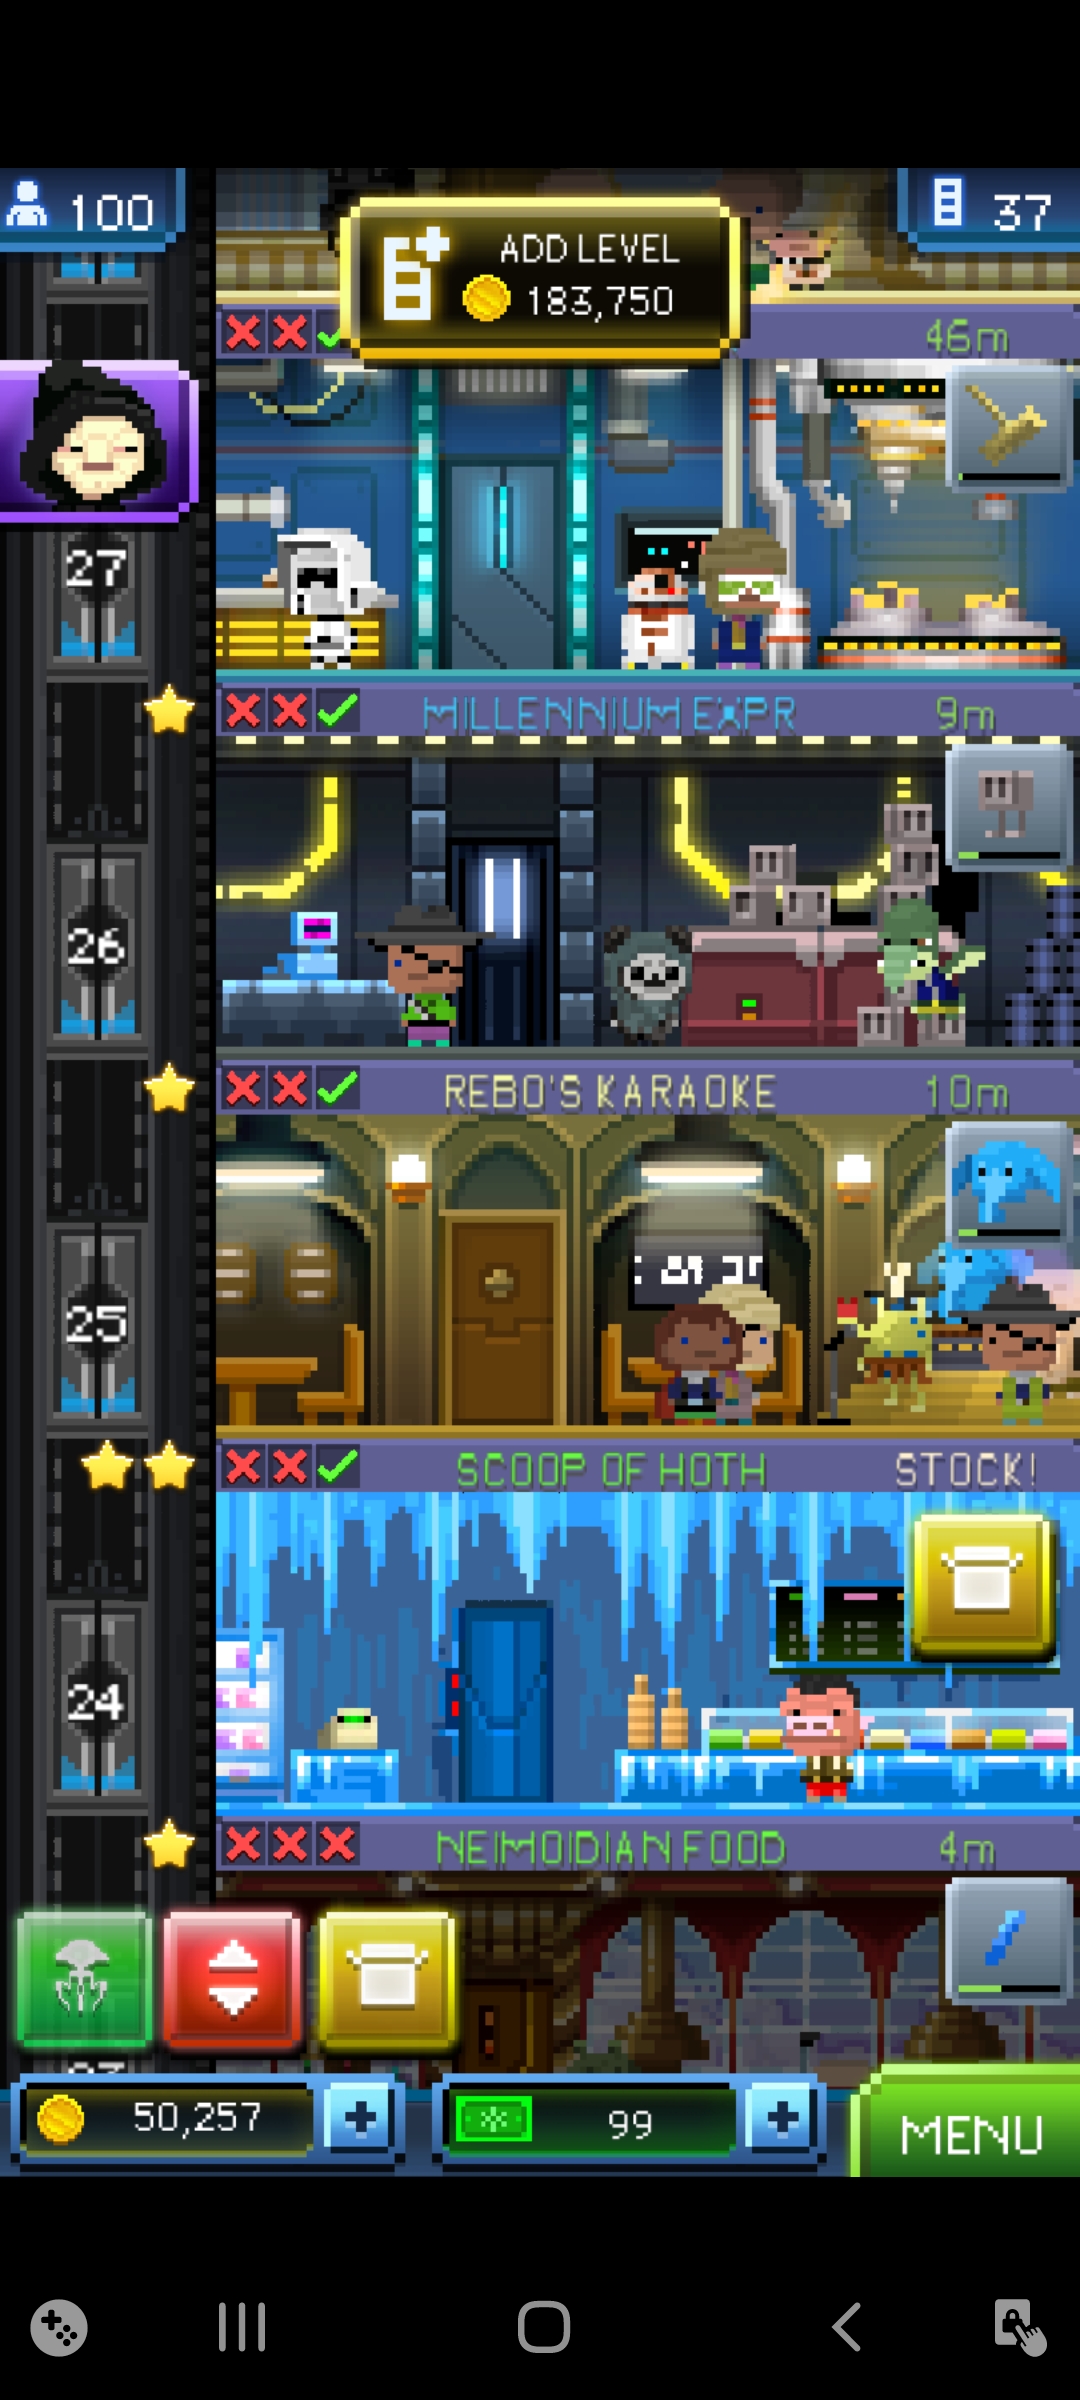 100
ADD LEVEL
183,750
37
46m
27
MILLENNIUM EXPR
9m
26
REBO'S KARAOKE
10m
25
SCOOP OF HOTH
STOCK!
24
NEIMOIDIAN FOOD
4m
50,257
99
MENU